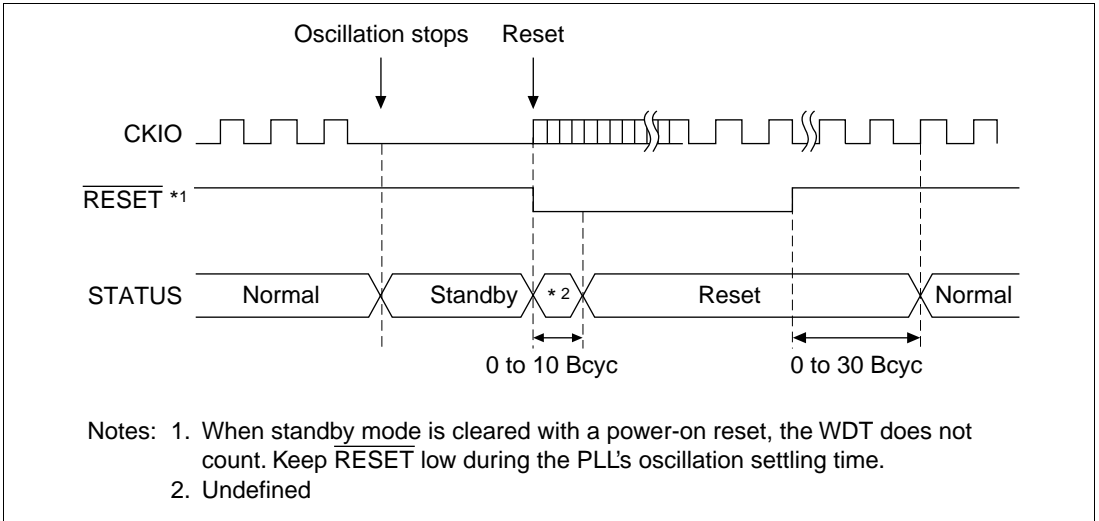 Oscillation stops Reset
CKIO
RESET *1
STATUS Normal Standby * 2 Reset Normal
0 to 10 Bcyc 0 to 30 Bcyc
Notes: 1. When standby mode is cleared with a power-on reset, the WDT does not
count. Keep RESET low during the PLL's oscillation settling time.
2. Undefined